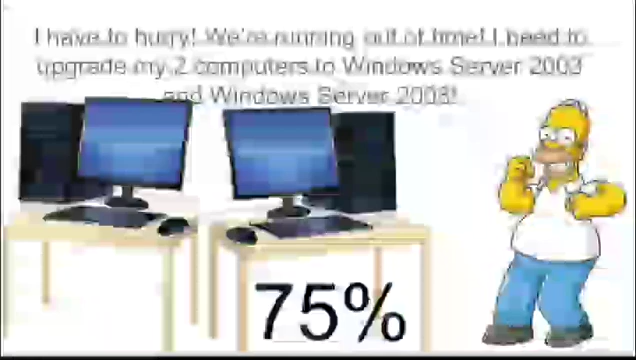 I have to hurry! We're running out of time! I need to
upgrade my 2 computers to Windows Server 2003
and Windows Server 2008!
75%